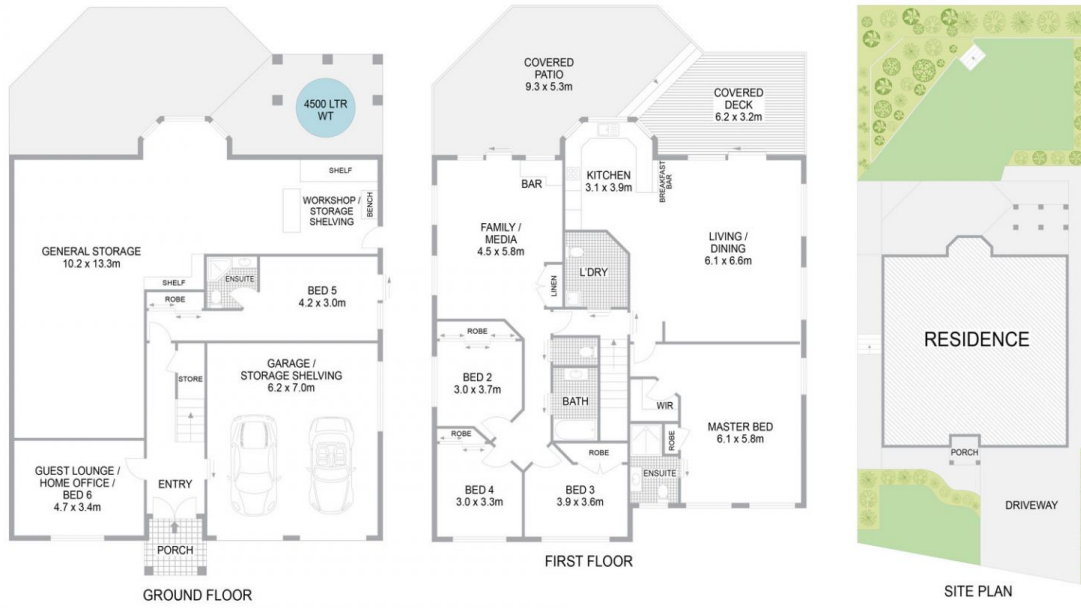 4500 LTR
WT
SHELF
WORKSHOP /
STORAGE
SHELVING
BENCH
GENERAL STORAGE
10.2 x 13.3m
SHELF
ROBE
ENSUITE
BED 5
4.2 x 3.0m
STORE
GARAGE /
STORAGE SHELVING
6.2 x 7.0m
GUEST LOUNGE /
HOME OFFICE /
BED 6
4.7 x 3.4m
ENTRY
PORCH
GROUND FLOOR
COVERED
PATIO
9.3 x 5.3m
COVERED
DECK
6.2 x 3.2m
BAR
KITCHEN
3.1 x 3.9m
BREAKFAST
BAR
FAMILY /
MEDIA
4.5 x 5.8m
LIVING /
DINING
6.1 x 6.6m
L'DRY
LINEN
ROBE
BED 2
3.0 x 3.7m
BATH
WIR
MASTER BED
6.1 x 5.8m
ROBE
ROBE
ROBE
ENSUITE
BED 4
3.0 x 3.3m
BED 3
3.9 x 3.6m
FIRST FLOOR
RESIDENCE
PORCH
DRIVEWAY
SITE PLAN